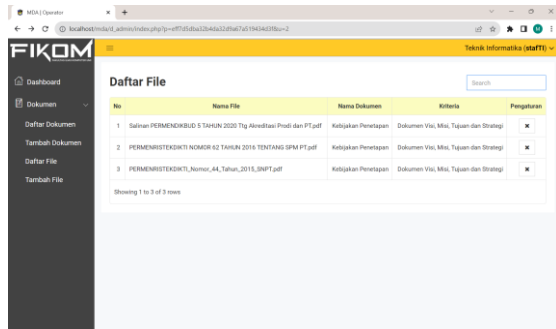 MDA | Operator
localhost/mda/d_admin/index.php?p=
FIKOM
Teknik Informatika (stafTI)
Dashboard
Dokumen
Daftar Dokumen
Tambah Dokumen
Daftar File
Tambah File
Daftar File
Search
No Nama File Nama Dokumen Kriteria Pengaturan
1 Salinan PERMENDIKBUD 5 TAHUN 2020 Ttg Akreditasi Prodi dan PT.pdf Kebijakan Penetapan Dokumen Visi, Misi, Tujuan dan Strategi
2 PERMENRISTEKDIKTI NOMOR 62 TAHUN 2016 TENTANG SPM PT.pdf Kebijakan Penetapan Dokumen Visi, Misi, Tujuan dan Strategi
3 PERMENRISTEKDIKTI_Nomor_44_Tahun_2015_SNPT.pdf Kebijakan Penetapan Dokumen Visi, Misi, Tujuan dan Strategi
Showing 1 to 3 of 3 rows